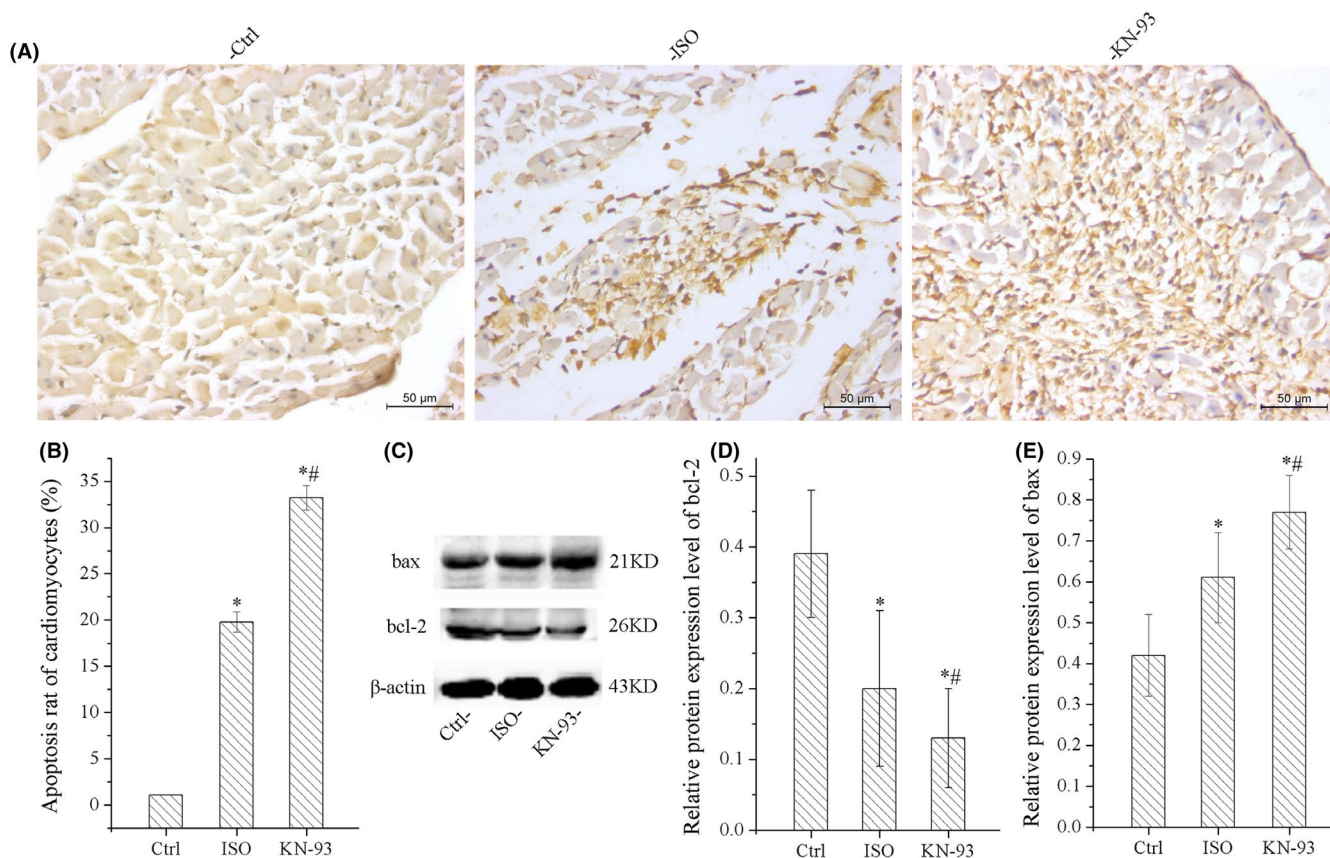 -Ctrl
-ISO
-KN-93
(A)
50 µm
50 µm
50 µm
(B)
Apoptosis rat of cardiomyocytes (%)
35
30
25
20
15
10
5
0
*
*#
Ctrl
ISO
KN-93
(C)
bax
21KD
bcl-2
26KD
β-actin
43KD
Ctrl-
ISO-
KN-93-
(D)
Relative protein expression level of bcl-2
0.5
0.4
0.3
0.2
0.1
0.0
*
*#
Ctrl
ISO
KN-93
(E)
Relative protein expression level of bax
0.9
0.8
0.7
0.6
0.5
0.4
0.3
0.2
0.1
0.0
*
*#
Ctrl
ISO
KN-93